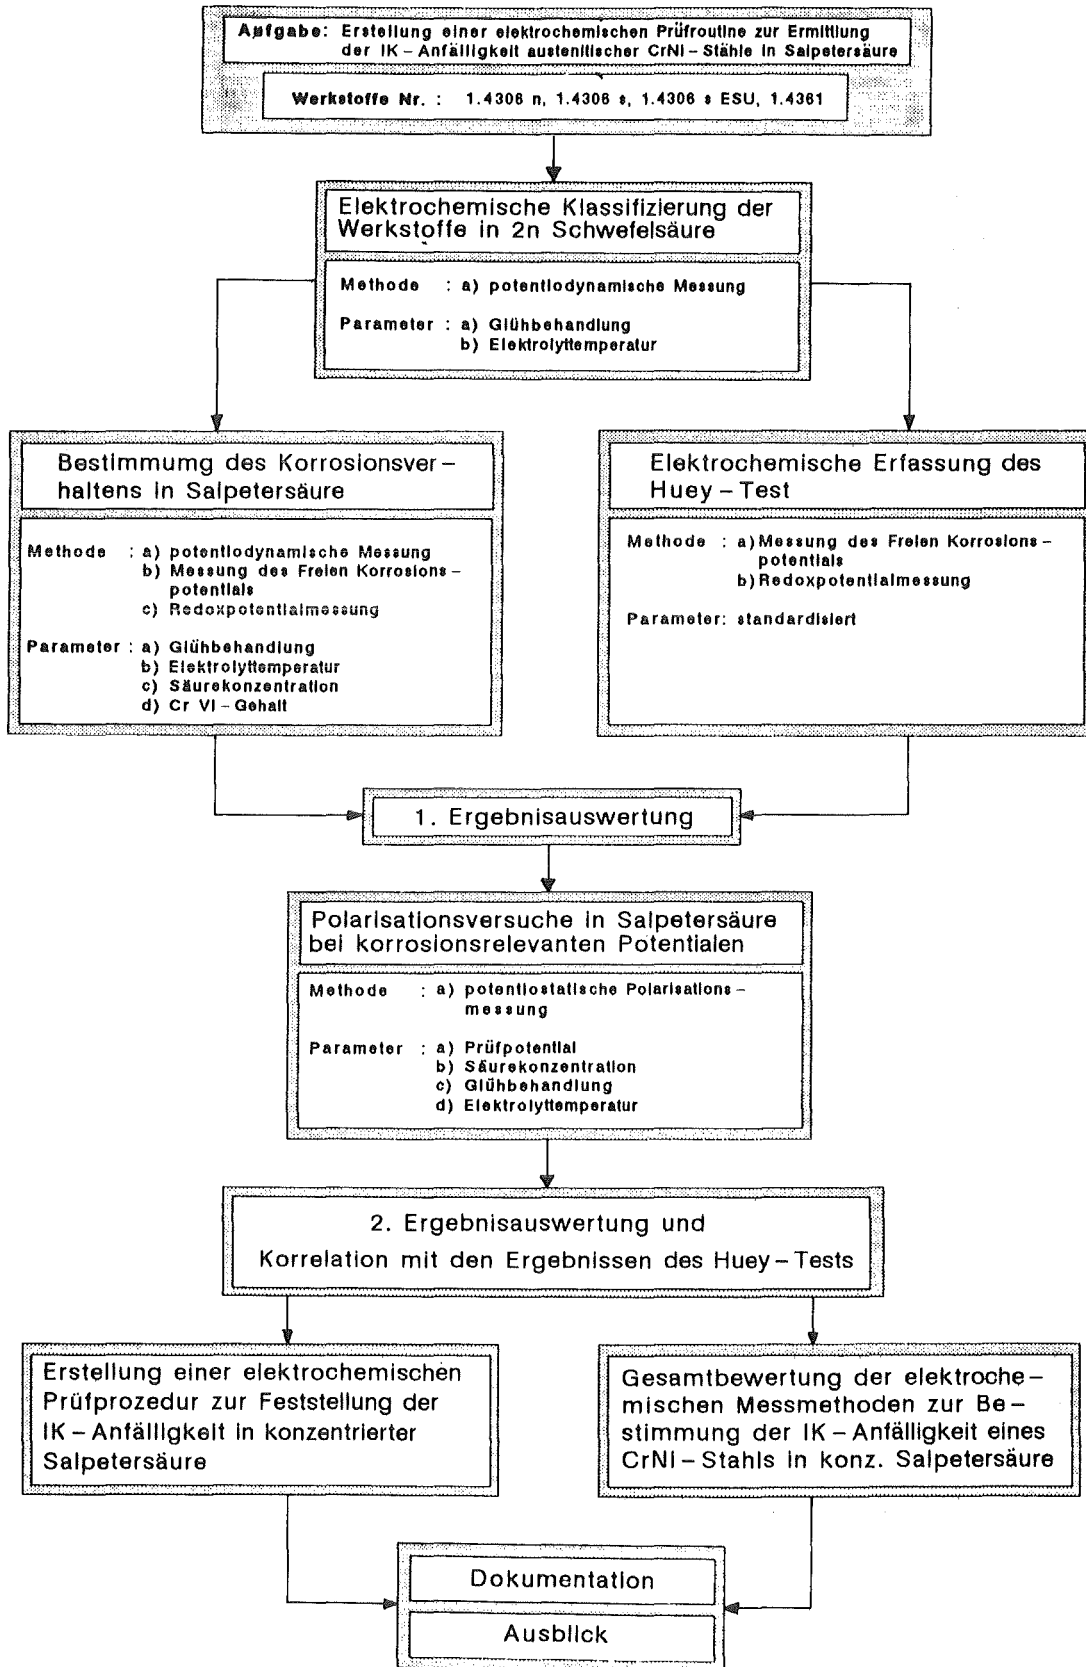 Aufgabe: Erstellung einer elektrochemischen Prüfroutine zur Ermittlung
der IK – Anfälligkeit austenitischer CrNi – Stähle in Salpetersäure
Werkstoffe Nr. : 1.4306 n, 1.4306 s, 1.4306 s ESU, 1.4361
Elektrochemische Klassifizierung der
Werkstoffe in 2n Schwefelsäure
Methode : a) potentiodynamische Messung
Parameter : a) Glühbehandlung
b) Elektrolyttemperatur
Bestimmumg des Korrosionsver –
haltens in Salpetersäure
Methode : a) potentiodynamische Messung
b) Messung des Freien Korrosions –
potentials
c) Redoxpotentialmessung
Parameter : a) Glühbehandlung
b) Elektrolyttemperatur
c) Säurekonzentration
d) Cr VI – Gehalt
Elektrochemische Erfassung des
Huey – Test
Methode : a) Messung des Freien Korrosions –
potentials
b) Redoxpotentialmessung
Parameter: standardisiert
1. Ergebnisauswertung
Polarisationsversuche in Salpetersäure
bei korrosionsrelevanten Potentialen
Methode : a) potentiostatische Polarisations –
messung
Parameter : a) Prüfpotential
b) Säurekonzentration
c) Glühbehandlung
d) Elektrolyttemperatur
2. Ergebnisauswertung und
Korrelation mit den Ergebnissen des Huey – Tests
Erstellung einer elektrochemischen
Prüfprozedur zur Feststellung der
IK – Anfälligkeit in konzentrierter
Salpetersäure
Gesamtbewertung der elektroche –
mischen Messmethoden zur Be –
stimmung der IK – Anfälligkeit eines
CrNi – Stahls in konz. Salpetersäure
Dokumentation
Ausblick